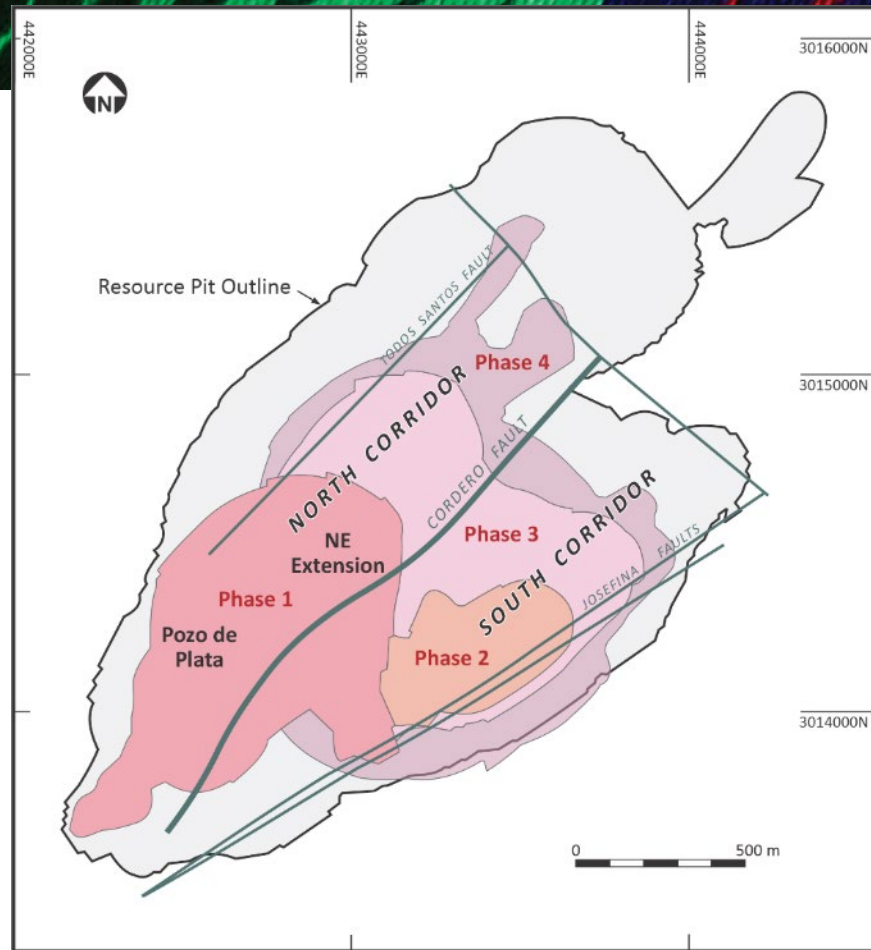 442000E
443000E
444000E
3016000N
N
Resource Pit Outline
TODOS SANTOS FAULT
Phase 4
3015000N
NORTH CORRIDOR
CORDERO FAULT
NE
Extension
Phase 3
SOUTH CORRIDOR
JOSEFINA FAULTS
Phase 1
Pozo de
Plata
Phase 2
3014000N
0 500 m